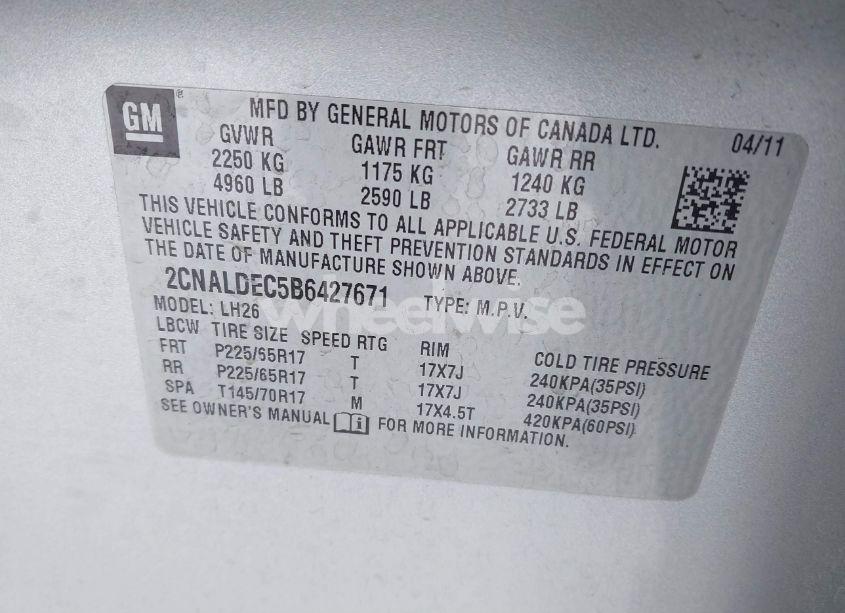 GM
MFD BY GENERAL MOTORS OF CANADA LTD. 04/11
GVWR GAWR FRT GAWR RR
2250 KG 1175 KG 1240 KG
4960 LB 2590 LB 2733 LB
THIS VEHICLE CONFORMS TO ALL APPLICABLE U.S. FEDERAL MOTOR
VEHICLE SAFETY AND THEFT PREVENTION STANDARDS IN EFFECT ON
THE DATE OF MANUFACTURE SHOWN ABOVE.
2CNALDEC5B6427671 TYPE: M.P.V.
MODEL: LH26
wheelwise
LBCW TIRE SIZE SPEED RTG RIM COLD TIRE PRESSURE
FRT P225/65R17 T 17X7J 240KPA(35PSI)
RR P225/65R17 T 17X7J 240KPA(35PSI)
SPA T145/70R17 M 17X4.5T 420KPA(60PSI)
SEE OWNER'S MANUAL FOR MORE INFORMATION.